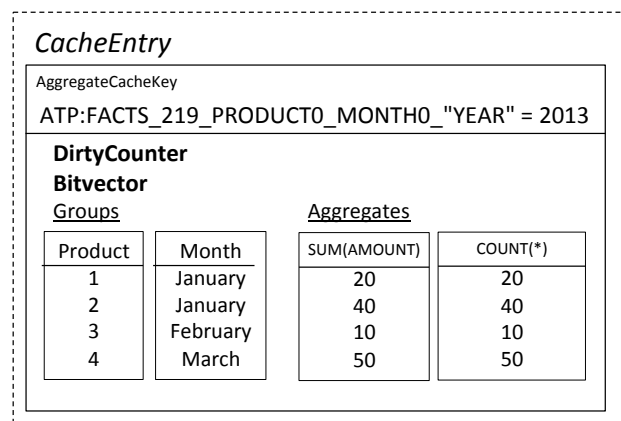 CacheEntry
AggregateCacheKey
ATP:FACTS_219_PRODUCT0_MONTH0_"YEAR" = 2013
DirtyCounter
Bitvector
Groups Aggregates
Product Month SUM(AMOUNT) COUNT(*)
1 January 20 20
2 January 40 40
3 February 10 10
4 March 50 50